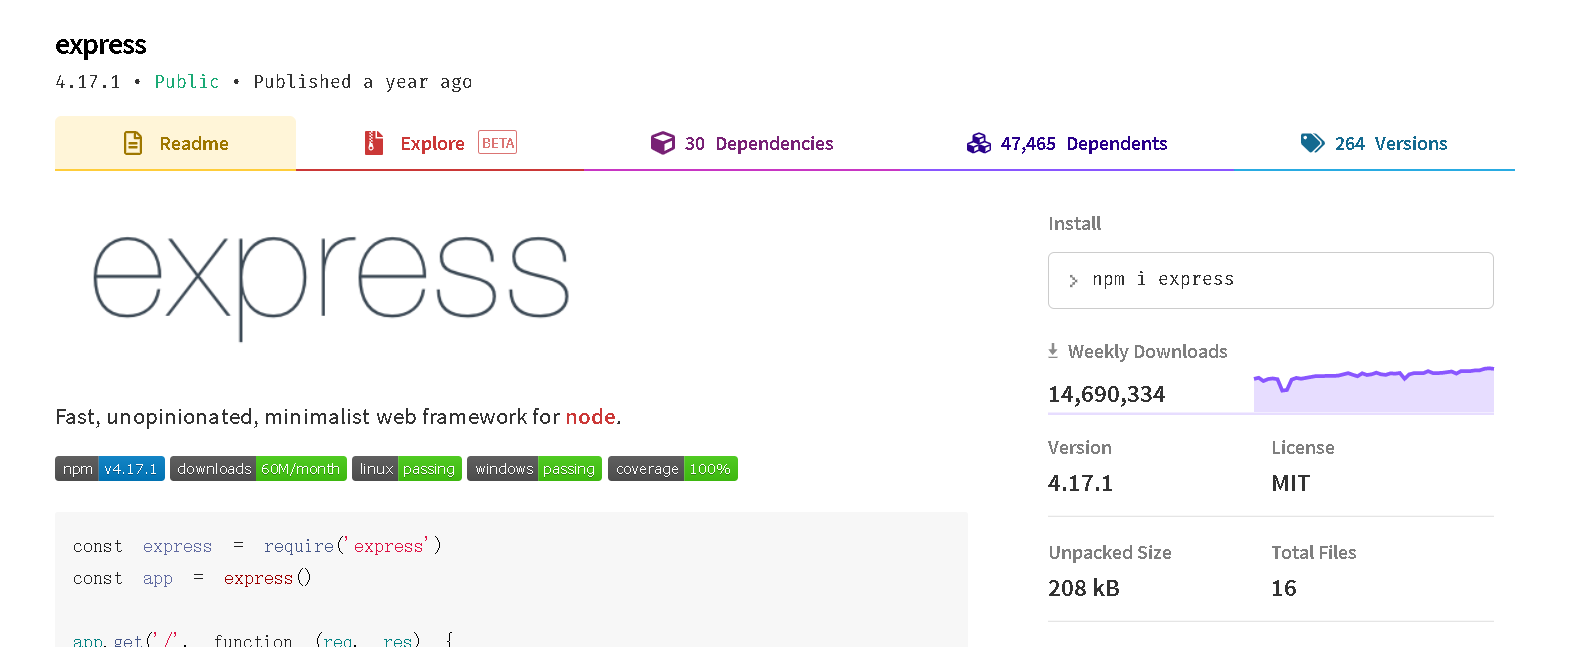 express
4.17.1 • Public • Published a year ago
Readme
Explore BETA
30 Dependencies
47,465 Dependents
264 Versions
express
Fast, unopinionated, minimalist web framework for node.
npm v4.17.1 downloads 60M/month linux passing windows passing coverage 100%
const express = require('express')
const app = express()
app.get('/', function (req, res) {
Install
> npm i express
Weekly Downloads
14,690,334
Version License
4.17.1 MIT
Unpacked Size Total Files
208 kB 16